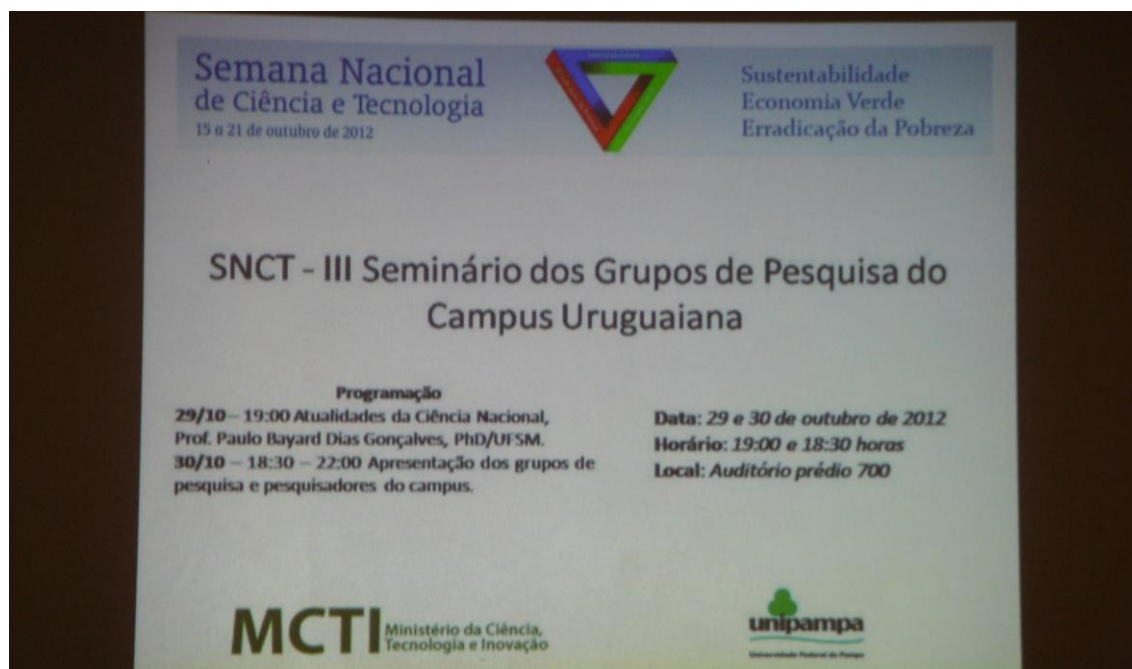 Semana Nacional
de Ciência e Tecnologia
15 a 21 de outubro de 2012
Sustentabilidade
Economia Verde
Erradicação da Pobreza
SNCT - III Seminário dos Grupos de Pesquisa do
Campus Uruguaiana
Programação
29/10 – 19:00 Atualidades da Ciência Nacional,
Prof. Paulo Bayard Dias Gonçalves, PhD/UFSM.
30/10 – 18:30 – 22:00 Apresentação dos grupos de
pesquisa e pesquisadores do campus.
Data: 29 e 30 de outubro de 2012
Horário: 19:00 e 18:30 horas
Local: Auditório prédio 700
MCTI
Ministério da Ciência,
Tecnologia e Inovação
unipampa
Universidade Federal do Pampa